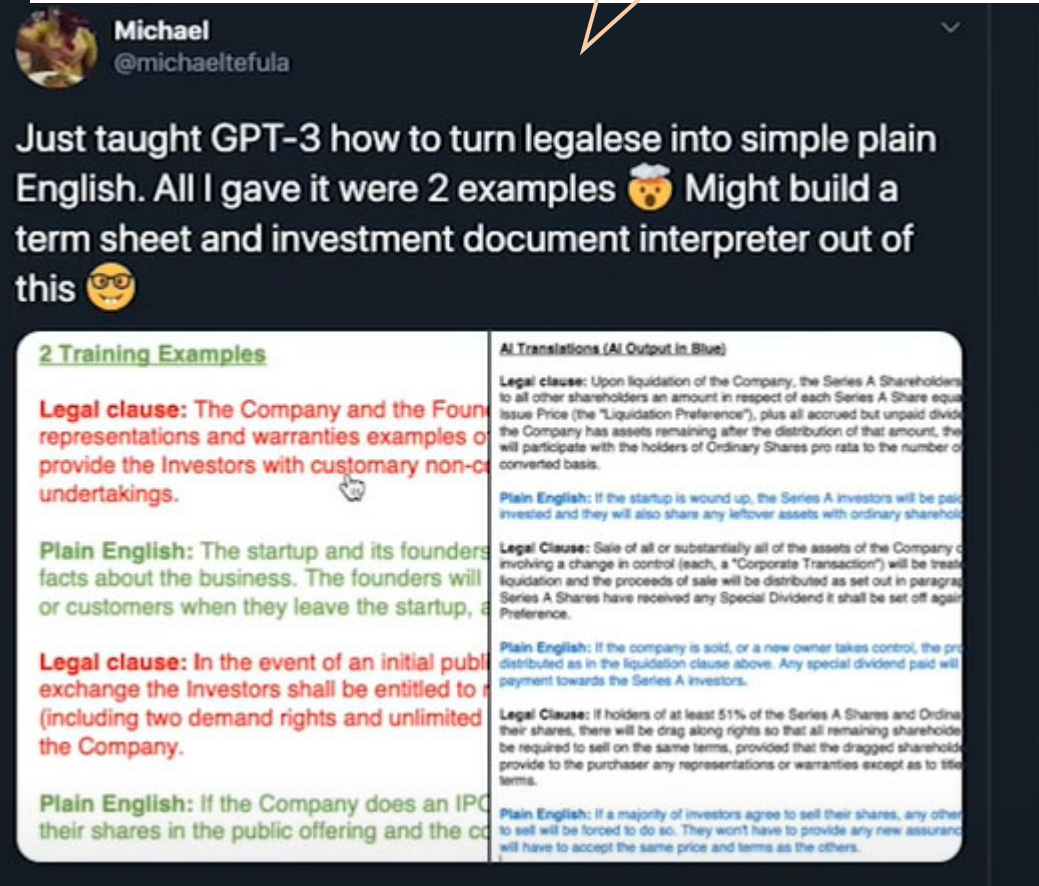 Michael
@michaeltefula
Just taught GPT-3 how to turn legalese into simple plain
English. All I gave it were 2 examples 🤯 Might build a
term sheet and investment document interpreter out of
this 🤓
2 Training Examples
Legal clause: The Company and the Foun
representations and warranties examples o
provide the Investors with customary non-c
undertakings.
Plain English: The startup and its founders
facts about the business. The founders will
or customers when they leave the startup, a
Legal clause: In the event of an initial publi
exchange the Investors shall be entitled to r
(including two demand rights and unlimited
the Company.
Plain English: If the Company does an IPO
their shares in the public offering and the co
AI Translations (AI Output in Blue)
Legal clause: Upon liquidation of the Company, the Series A Shareholders
to all other shareholders an amount in respect of each Series A Share equa
Issue Price (the "Liquidation Preference"), plus all accrued but unpaid divide
the Company has assets remaining after the distribution of that amount, the
will participate with the holders of Ordinary Shares pro rata to the number o
converted basis.
Plain English: If the startup is wound up, the Series A investors will be paid
invested and they will also share any leftover assets with ordinary sharehol
Legal Clause: Sale of all or substantially all of the assets of the Company o
involving a change in control (each, a "Corporate Transaction") will be treat
liquidation and the proceeds of sale will be distributed as set out in paragrap
Series A Shares have received any Special Dividend it shall be set off again
Preference.
Plain English: If the company is sold, or a new owner takes control, the pro
distributed as in the liquidation clause above. Any special dividend paid will
payment towards the Series A investors.
Legal Clause: If holders of at least 51% of the Series A Shares and Ordina
their shares, there will be drag along rights so that all remaining shareholde
be required to sell on the same terms, provided that the dragged sharehold
provide to the purchaser any representations or warranties except as to title
terms.
Plain English: If a majority of investors agree to sell their shares, any other
to sell will be forced to do so. They won't have to provide any new assuranc
will have to accept the same price and terms as the others.